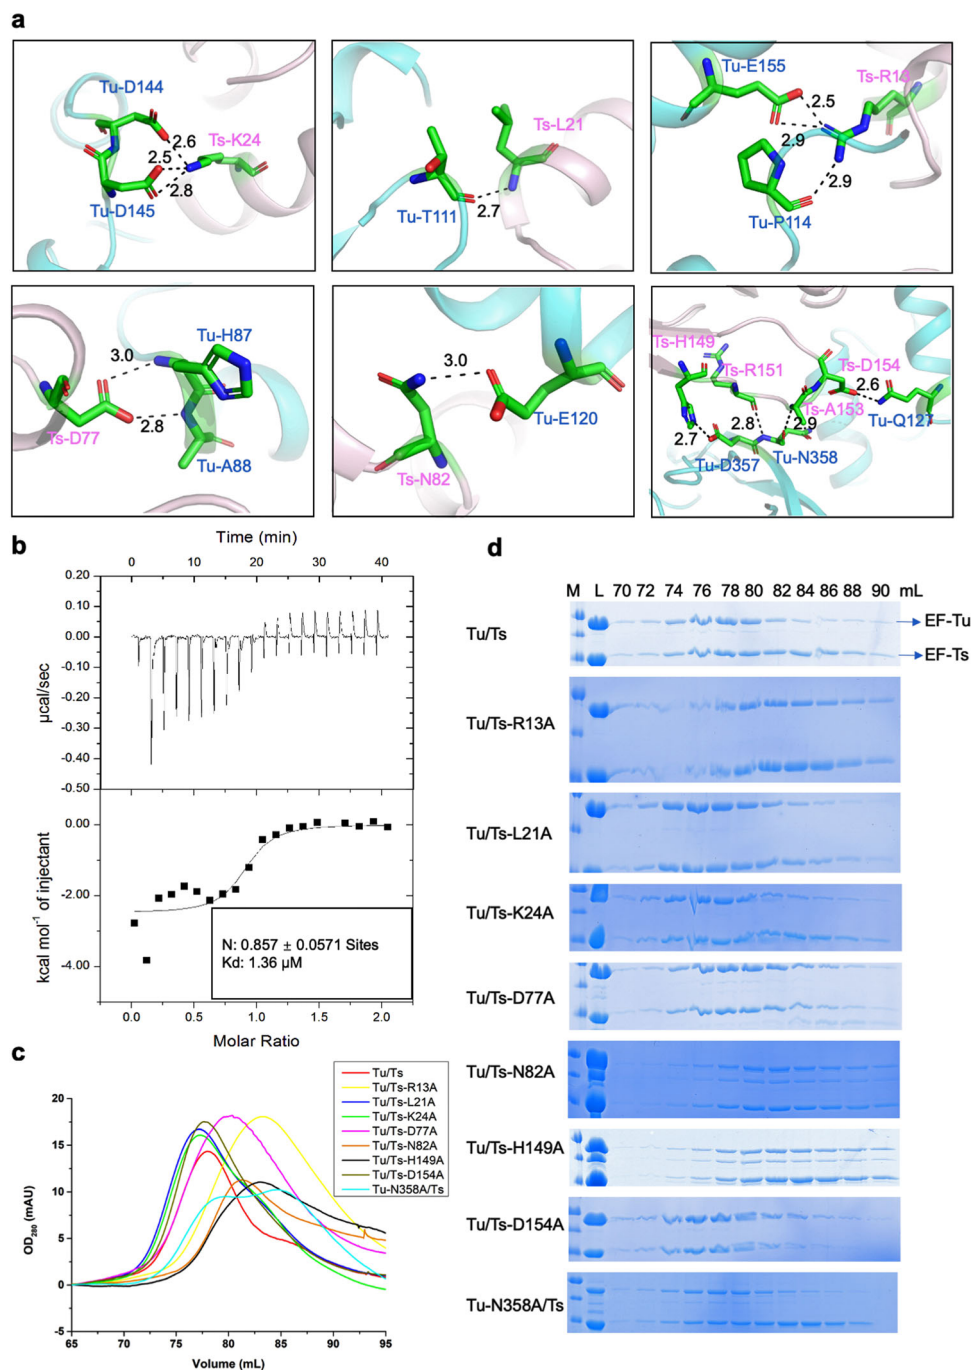 a
Tu-D144
2.6
Ts-K24
2.5
2.8
Tu-D145
Ts-L21
Tu-T111
2.7
Tu-E155
Ts-R13
2.5
2.9
2.9
Tu-P114
Tu-H87
3.0
Ts-D77
2.8
Tu-A88
3.0
Tu-E120
Ts-N82
Ts-H149
Ts-R151
Ts-D154
2.6
Ts-A153
2.8
2.9
Tu-Q127
2.7
Tu-D357
Tu-N358
b
Time (min)
0 10 20 30 40
0.20
0.10
0.00
-0.10
-0.20
-0.30
-0.40
-0.50
µcal/sec
0.00
-2.00
-4.00
kcal mol⁻¹ of injectant
N: 0.857 ± 0.0571 Sites
Kd: 1.36 µM
0.0 0.5 1.0 1.5 2.0
Molar Ratio
c
Tu/Ts
Tu/Ts-R13A
Tu/Ts-L21A
Tu/Ts-K24A
Tu/Ts-D77A
Tu/Ts-N82A
Tu/Ts-H149A
Tu/Ts-D154A
Tu-N358A/Ts
20
15
10
5
0
-5
OD₂₈₀ (mAU)
65 70 75 80 85 90 95
Volume (mL)
d
M L 70 72 74 76 78 80 82 84 86 88 90 mL
Tu/Ts
EF-Tu
EF-Ts
Tu/Ts-R13A
Tu/Ts-L21A
Tu/Ts-K24A
Tu/Ts-D77A
Tu/Ts-N82A
Tu/Ts-H149A
Tu/Ts-D154A
Tu-N358A/Ts